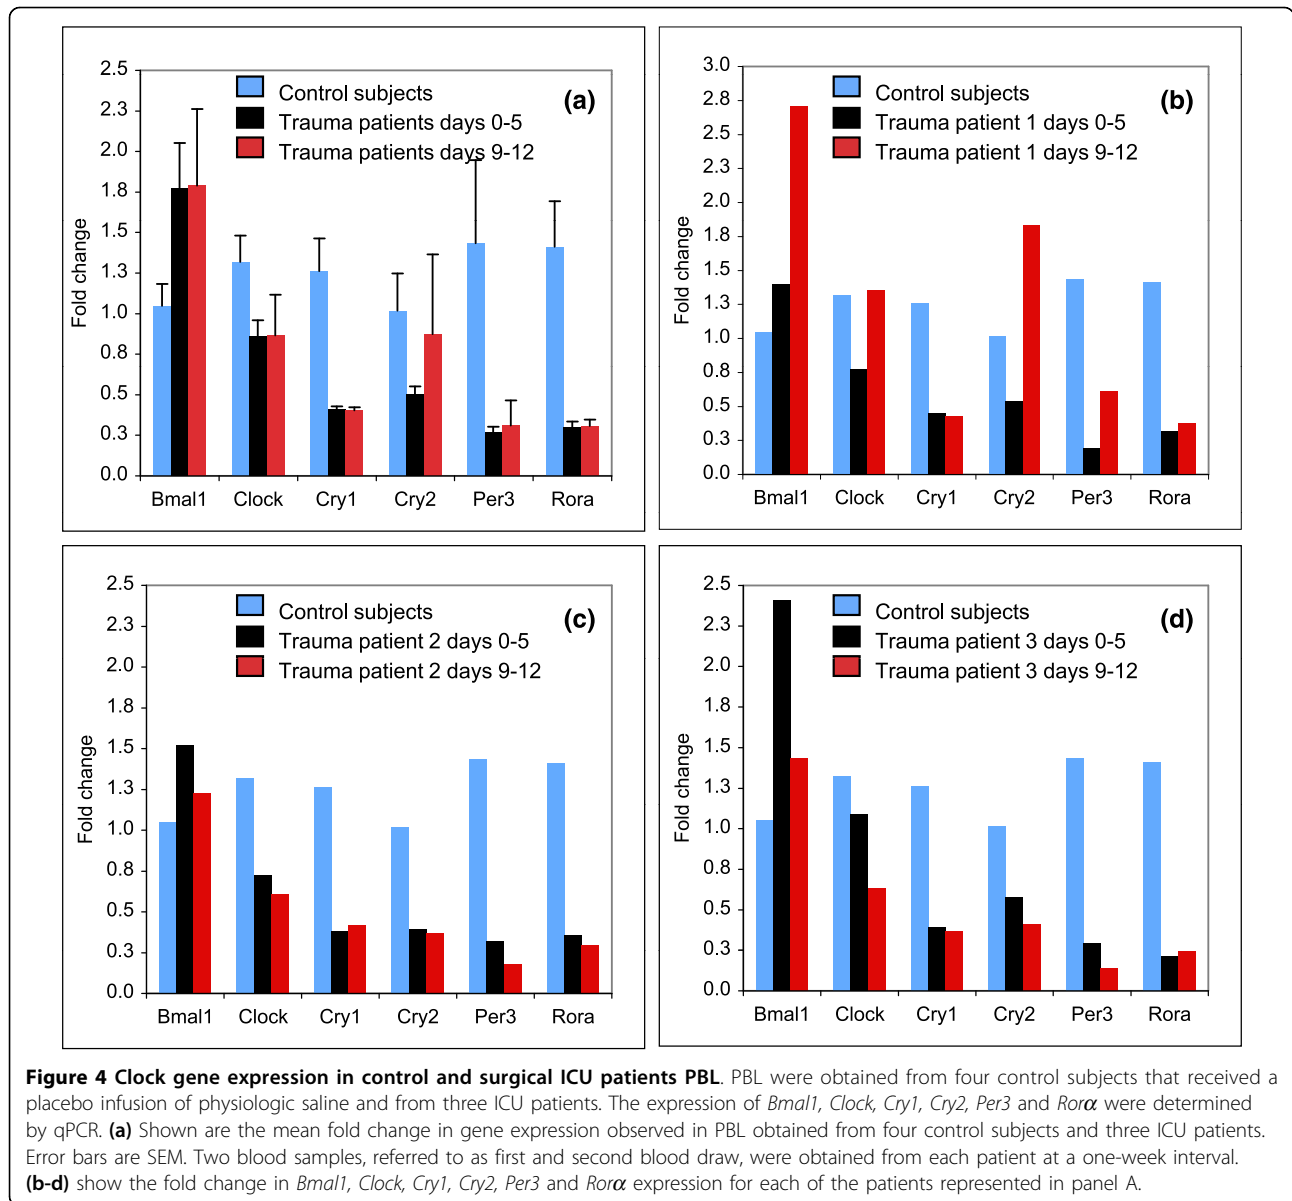 2.5
2.3
2.0
1.8
1.5
1.3
1.0
0.8
0.5
0.3
0.0
Fold change
Control subjects
Trauma patients days 0-5
Trauma patients days 9-12
(a)
Bmal1 Clock Cry1 Cry2 Per3 Rora
3.0
2.8
2.5
2.3
2.0
1.8
1.5
1.3
1.0
0.8
0.5
0.3
0.0
Fold change
Control subjects
Trauma patient 1 days 0-5
Trauma patient 1 days 9-12
(b)
Bmal1 Clock Cry1 Cry2 Per3 Rora
2.5
2.3
2.0
1.8
1.5
1.3
1.0
0.8
0.5
0.3
0.0
Fold change
Control subjects
Trauma patient 2 days 0-5
Trauma patient 2 days 9-12
(c)
Bmal1 Clock Cry1 Cry2 Per3 Rora
2.5
2.3
2.0
1.8
1.5
1.3
1.0
0.8
0.5
0.3
0.0
Fold change
Control subjects
Trauma patient 3 days 0-5
Trauma patient 3 days 9-12
(d)
Bmal1 Clock Cry1 Cry2 Per3 Rora
Figure 4 Clock gene expression in control and surgical ICU patients PBL. PBL were obtained from four control subjects that received a
placebo infusion of physiologic saline and from three ICU patients. The expression of Bmal1, Clock, Cry1, Cry2, Per3 and Rorα were determined
by qPCR. (a) Shown are the mean fold change in gene expression observed in PBL obtained from four control subjects and three ICU patients.
Error bars are SEM. Two blood samples, referred to as first and second blood draw, were obtained from each patient at a one-week interval.
(b-d) show the fold change in Bmal1, Clock, Cry1, Cry2, Per3 and Rorα expression for each of the patients represented in panel A.